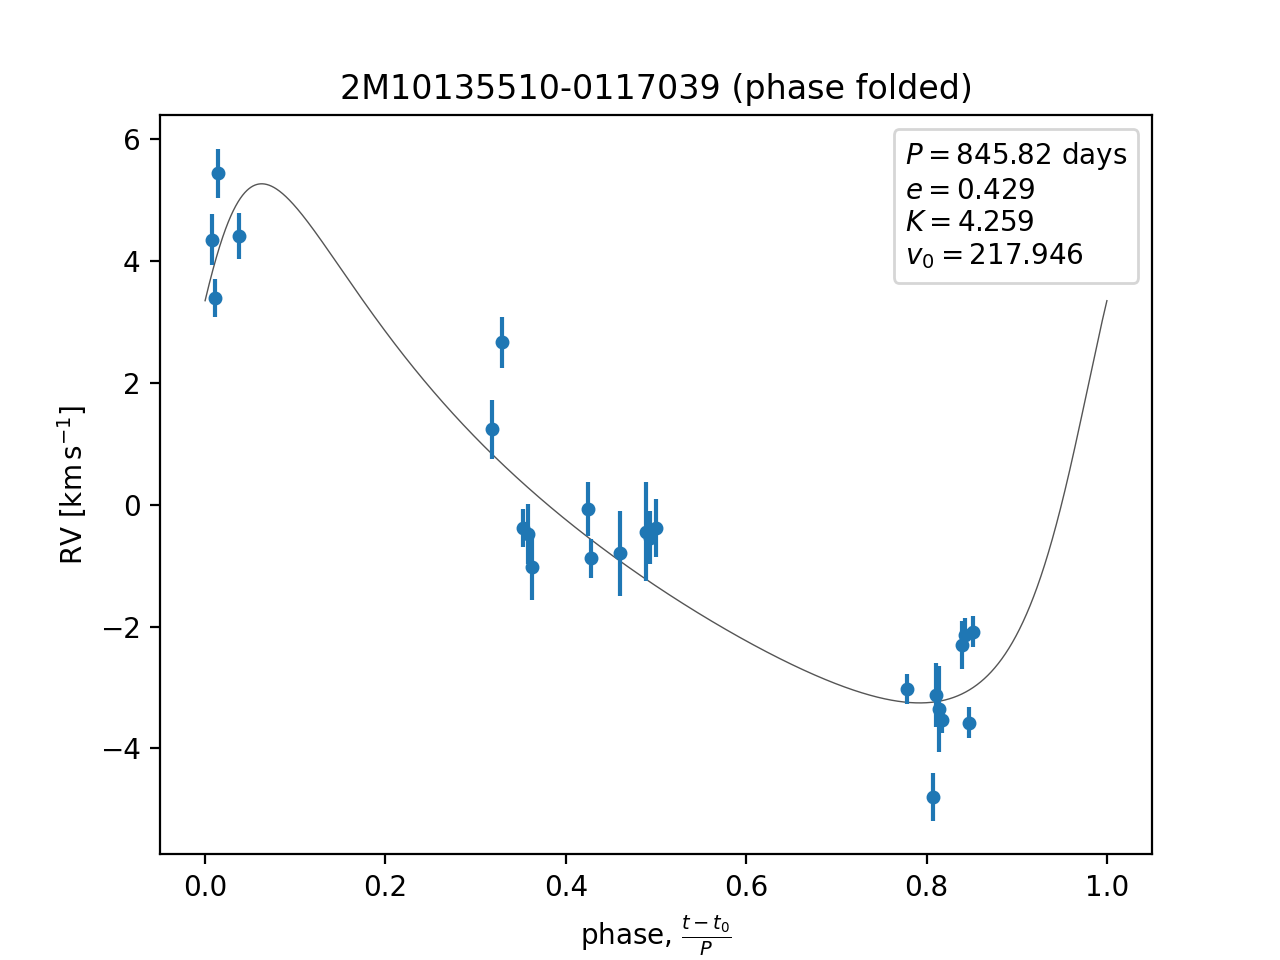 2M10135510-0117039 (phase folded)
P = 845.82 days
e = 0.429
K = 4.259
v₀ = 217.946
RV [km s⁻¹]
6
4
2
0
−2
−4
0.0 0.2 0.4 0.6 0.8 1.0
phase, (t − t₀)/P